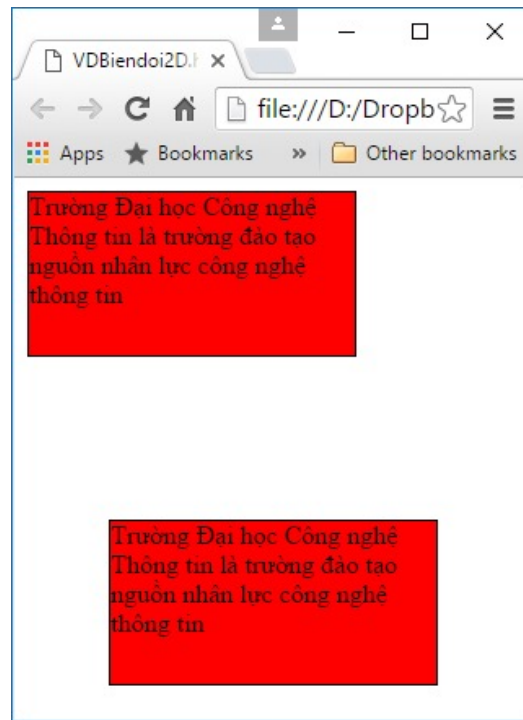 VDBiendoi2D.h
file:///D:/Dropb
Apps Bookmarks » Other bookmarks
Trường Đại học Công nghệ
Thông tin là trường đào tạo
nguồn nhân lực công nghệ
thông tin
Trường Đại học Công nghệ
Thông tin là trường đào tạo
nguồn nhân lực công nghệ
thông tin